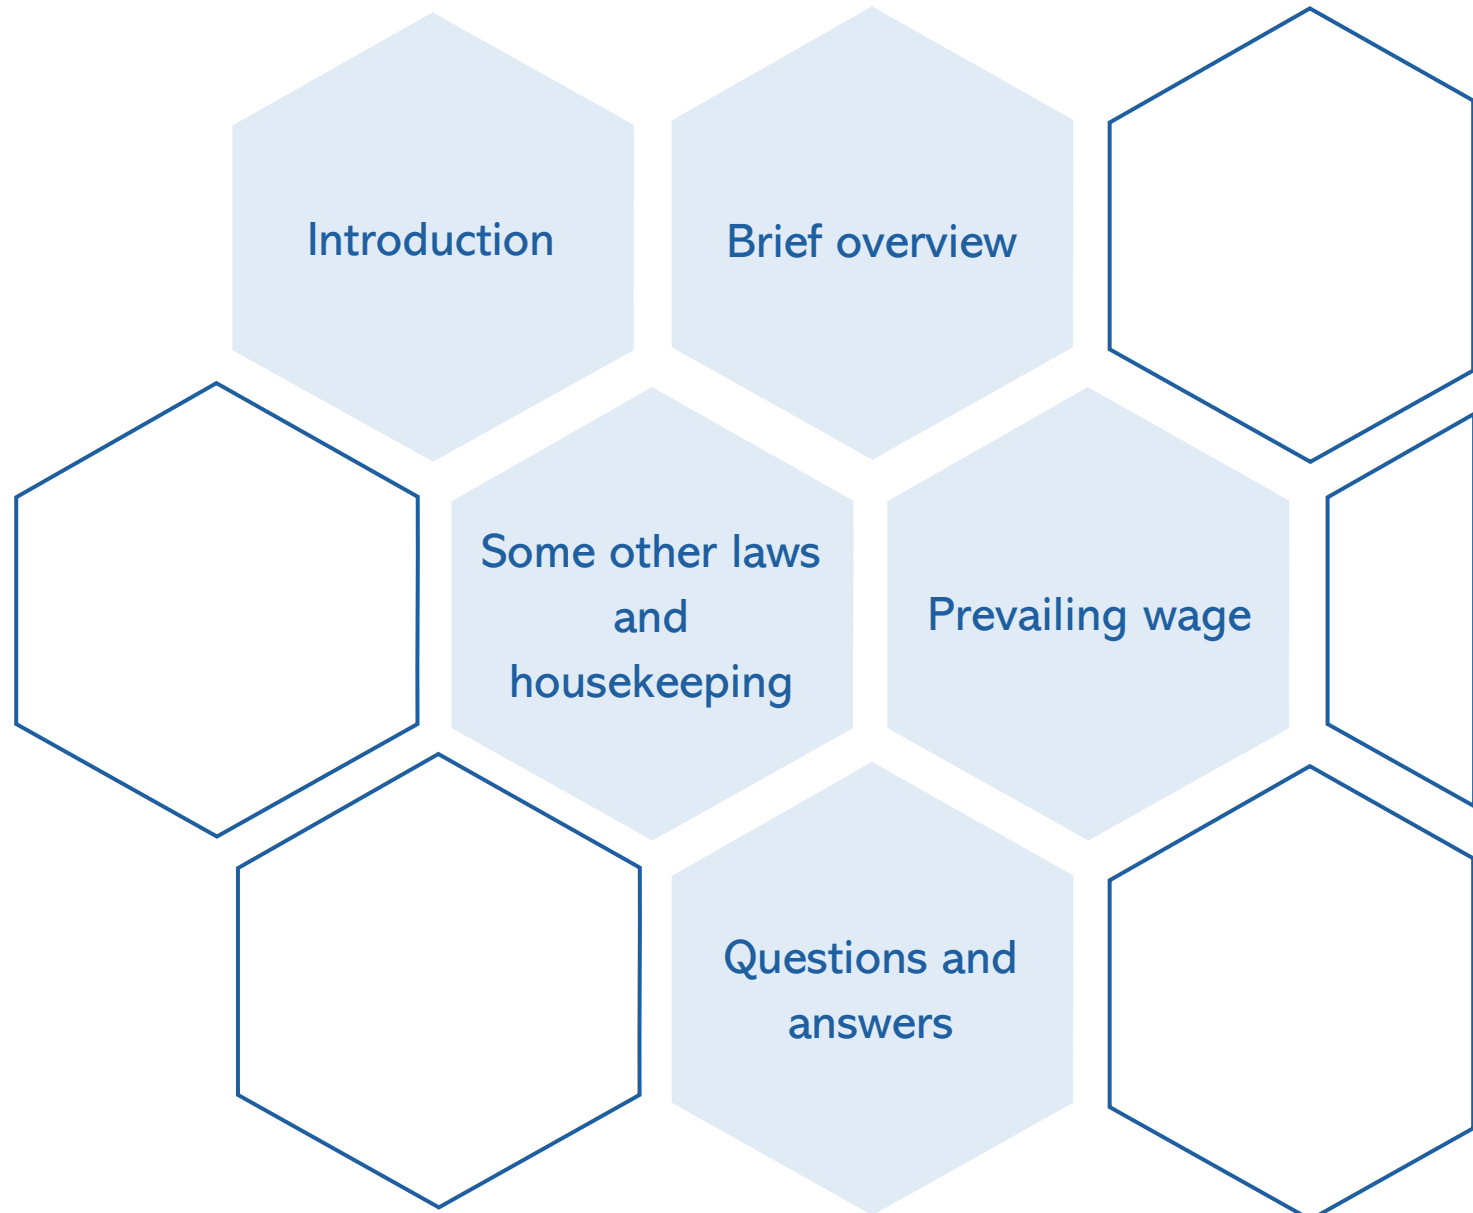 Introduction
Brief overview
Some other laws
and
housekeeping
Prevailing wage
Questions and
answers